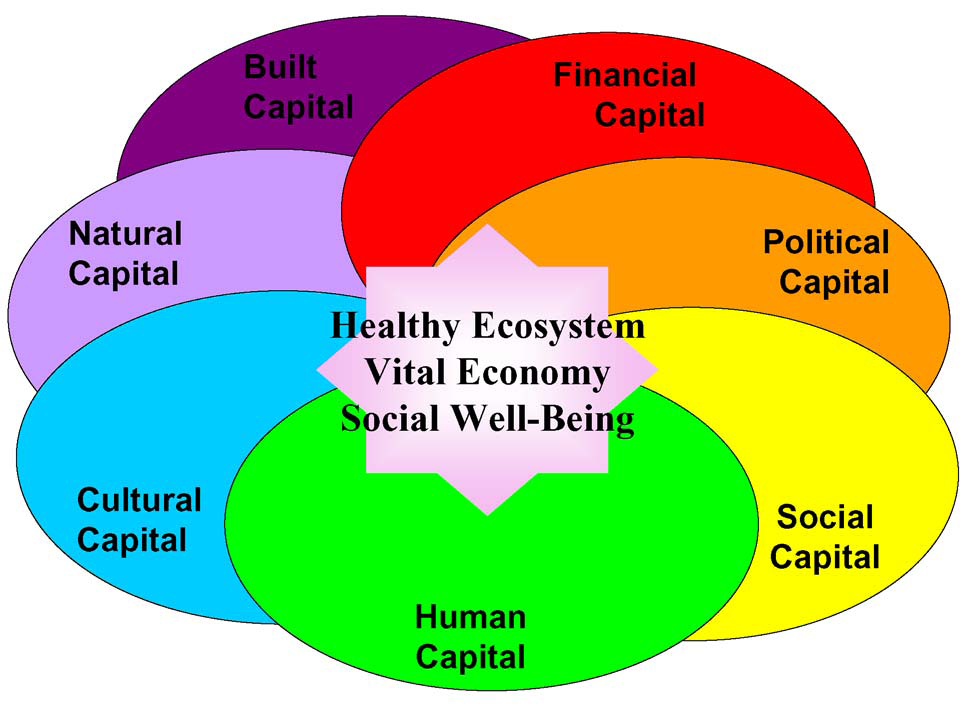 Built
Capital
Financial
Capital
Natural
Capital
Political
Capital
Healthy Ecosystem
Vital Economy
Social Well-Being
Cultural
Capital
Social
Capital
Human
Capital